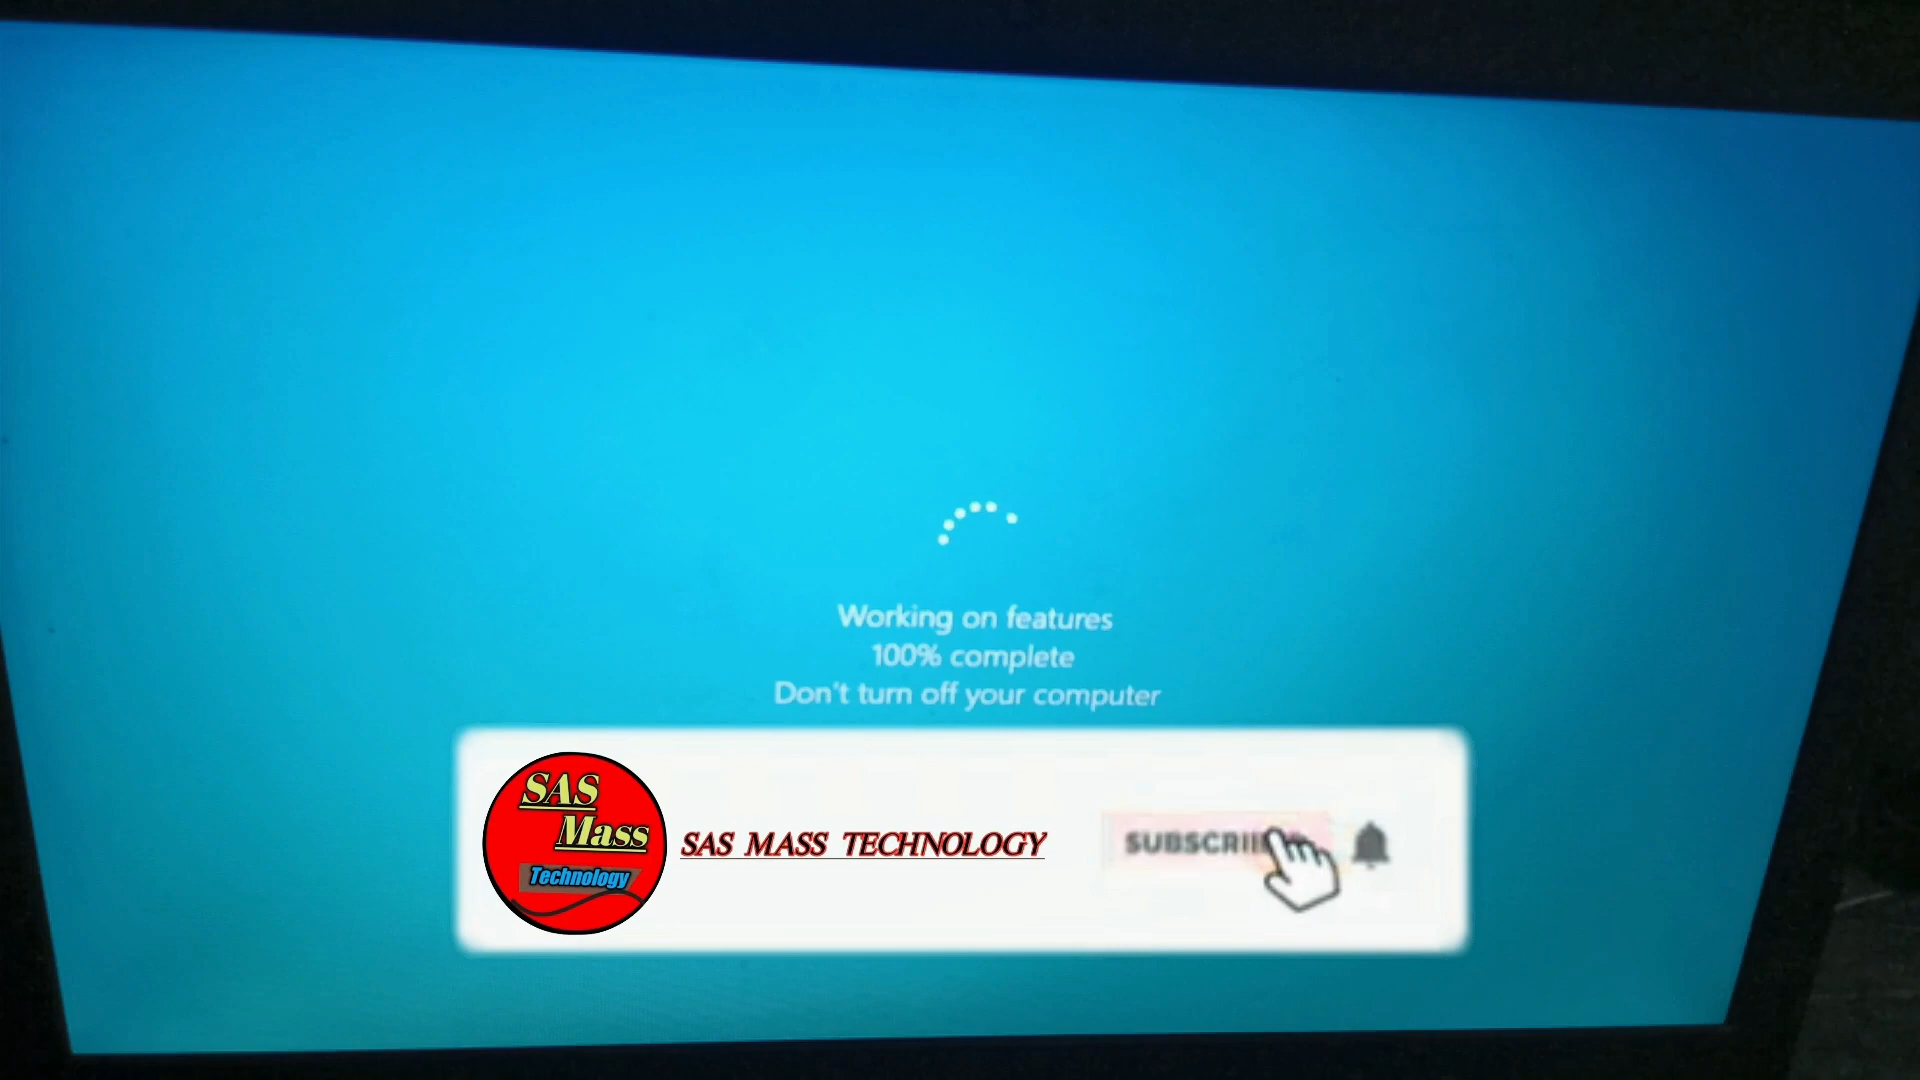 Working on features
100% complete
Don't turn off your computer
SAS
Mass
Technology
SAS MASS TECHNOLOGY